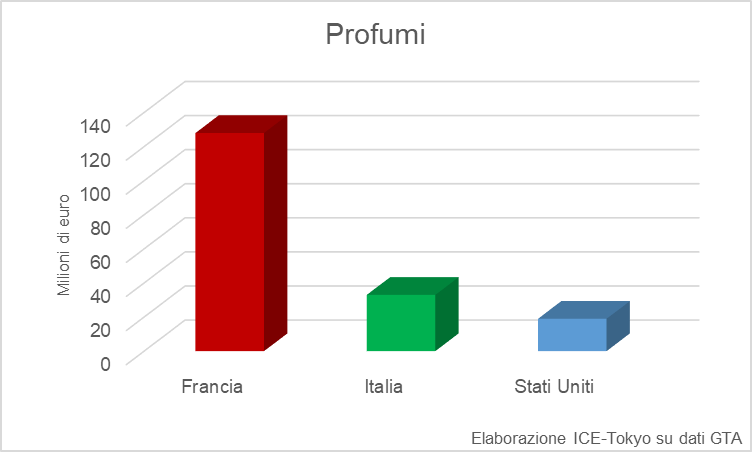 Profumi
140
120
100
80
60
40
20
0
Milioni di euro
Francia
Italia
Stati Uniti
Elaborazione ICE-Tokyo su dati GTA